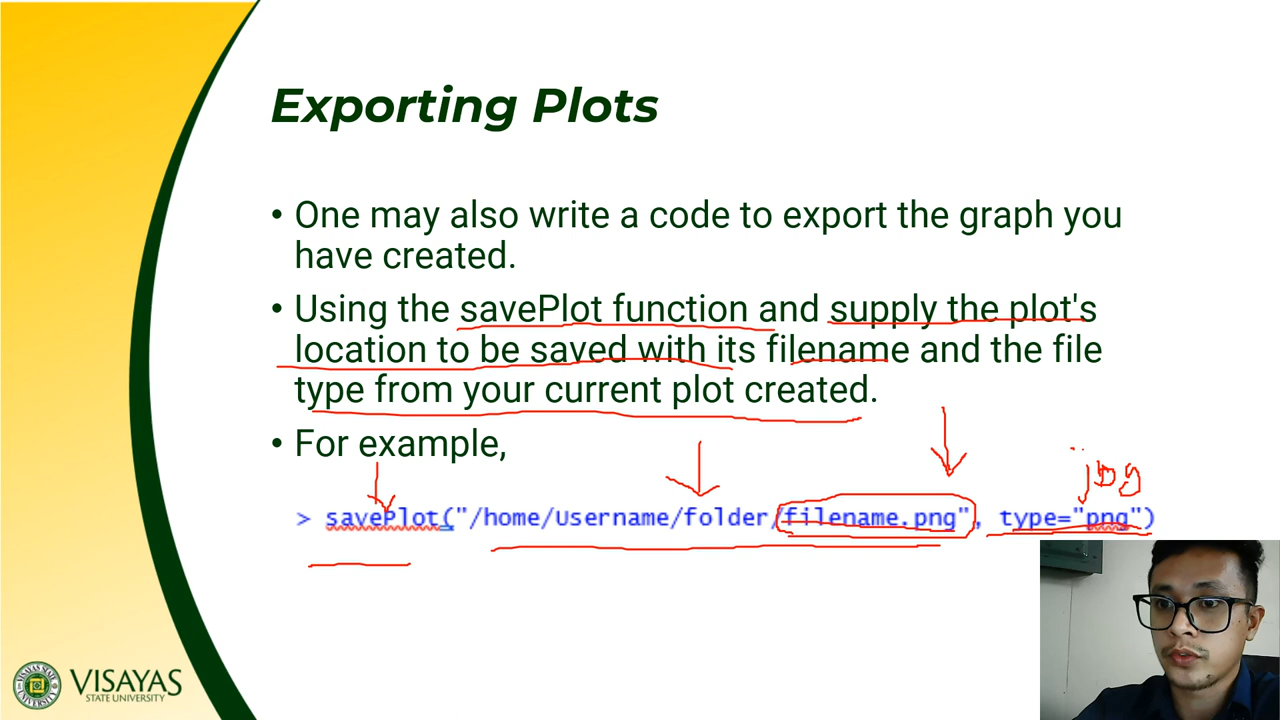 Exporting Plots
• One may also write a code to export the graph you
have created.
• Using the savePlot function and supply the plot's
location to be saved with its filename and the file
type from your current plot created.
• For example,
jpg
> savePlot("/home/Username/folder/filename.png", type="png")
VISAYAS
STATE UNIVERSITY